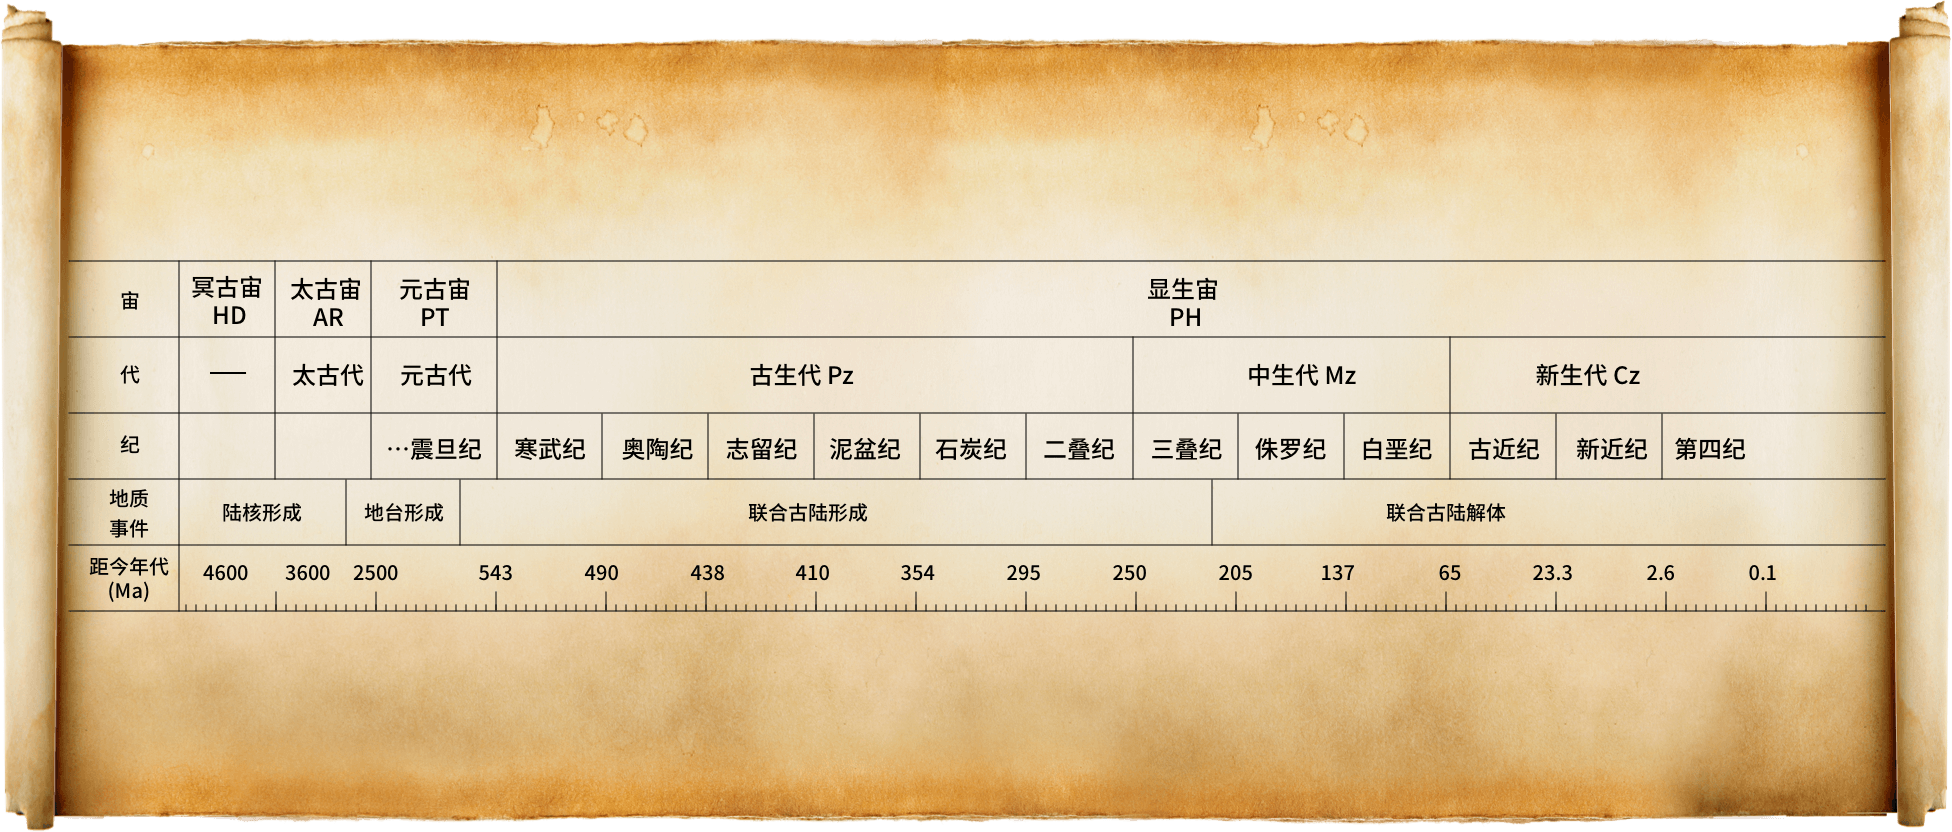 宙
冥古宙
HD
太古宙
AR
元古宙
PT
显生宙
PH
代
—
太古代
元古代
古生代 Pz
中生代 Mz
新生代 Cz
纪
…震旦纪
寒武纪
奥陶纪
志留纪
泥盆纪
石炭纪
二叠纪
三叠纪
侏罗纪
白垩纪
古近纪
新近纪
第四纪
地质
事件
陆核形成
地台形成
联合古陆形成
联合古陆解体
距今年代
(Ma)
4600 3600 2500 543 490 438 410 354 295 250 205 137 65 23.3 2.6 0.1